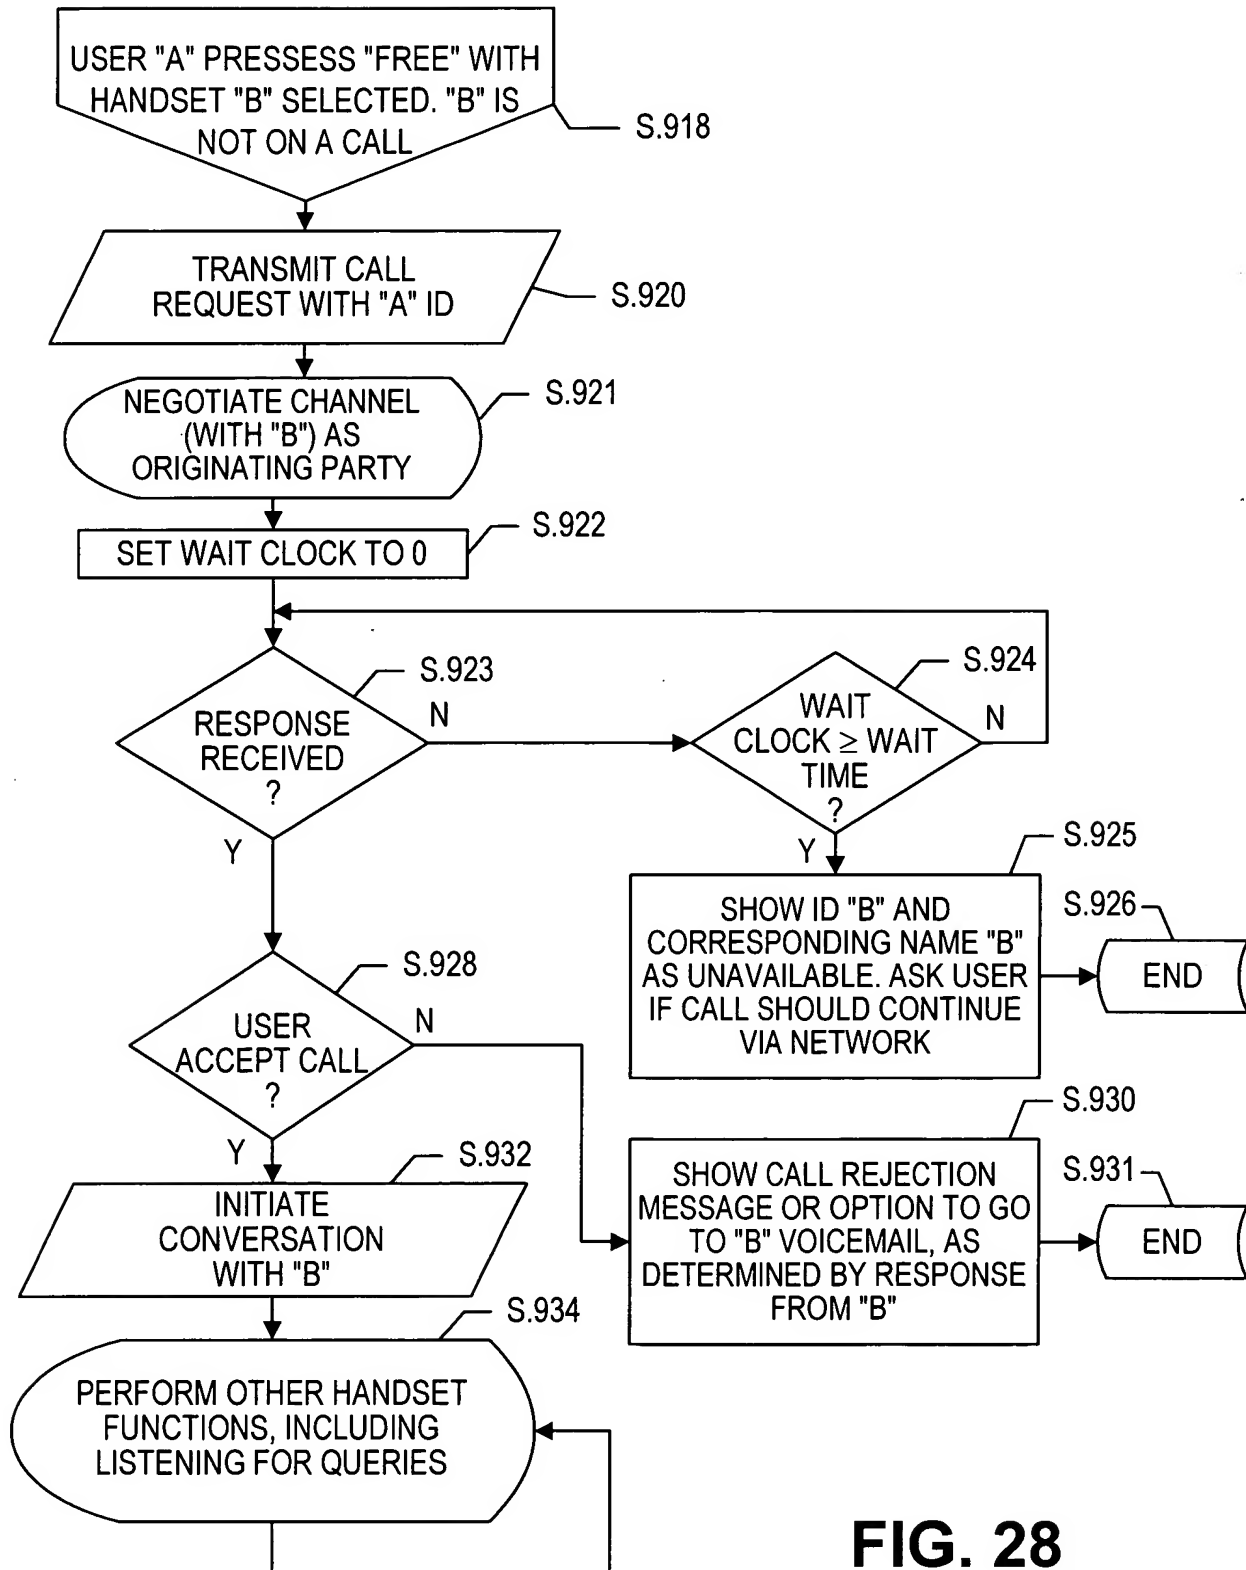 USER "A" PRESSESS "FREE" WITH
HANDSET "B" SELECTED. "B" IS
NOT ON A CALL
S.918
TRANSMIT CALL
REQUEST WITH "A" ID
S.920
NEGOTIATE CHANNEL
(WITH "B") AS
ORIGINATING PARTY
S.921
SET WAIT CLOCK TO 0
S.922
RESPONSE
RECEIVED
?
S.923
N
Y
WAIT
CLOCK ≥ WAIT
TIME
?
S.924
N
Y
SHOW ID "B" AND
CORRESPONDING NAME "B"
AS UNAVAILABLE. ASK USER
IF CALL SHOULD CONTINUE
VIA NETWORK
S.925
END
S.926
USER
ACCEPT CALL
?
S.928
N
Y
SHOW CALL REJECTION
MESSAGE OR OPTION TO GO
TO "B" VOICEMAIL, AS
DETERMINED BY RESPONSE
FROM "B"
S.930
END
S.931
INITIATE
CONVERSATION
WITH "B"
S.932
PERFORM OTHER HANDSET
FUNCTIONS, INCLUDING
LISTENING FOR QUERIES
S.934
FIG. 28